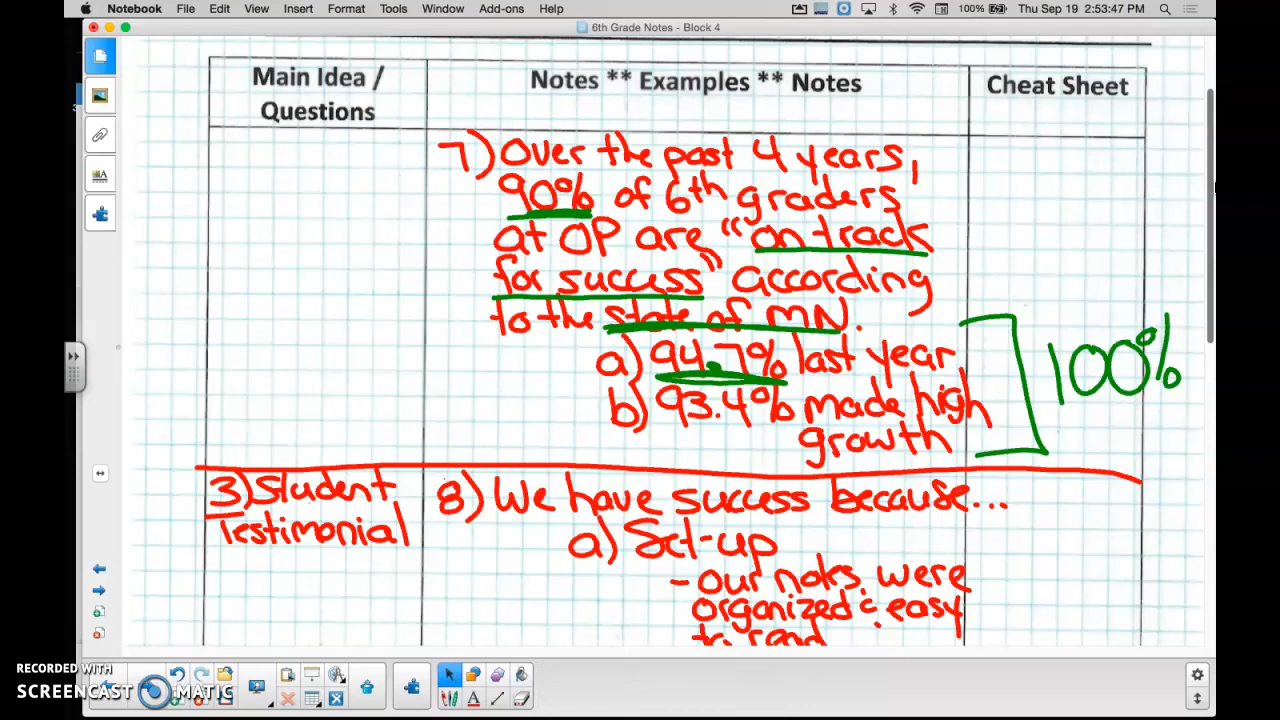 Notebook File Edit View Insert Format Tools Window Add-ons Help 100% Thu Sep 19 2:53:47 PM
6th Grade Notes - Block 4
Main Idea / Questions
Notes ** Examples ** Notes
Cheat Sheet
7) Over the past 4 years,
90% of 6th graders
at OP are "on track
for success" according
to the state of MN.
a) 94.7% last year
b) 93.4% made high
growth
100%
3) Student
Testimonial
8) We have success because...
a) Set-up
- our notes were
organized & easy
to read
RECORDED WITH
SCREENCAST MATIC